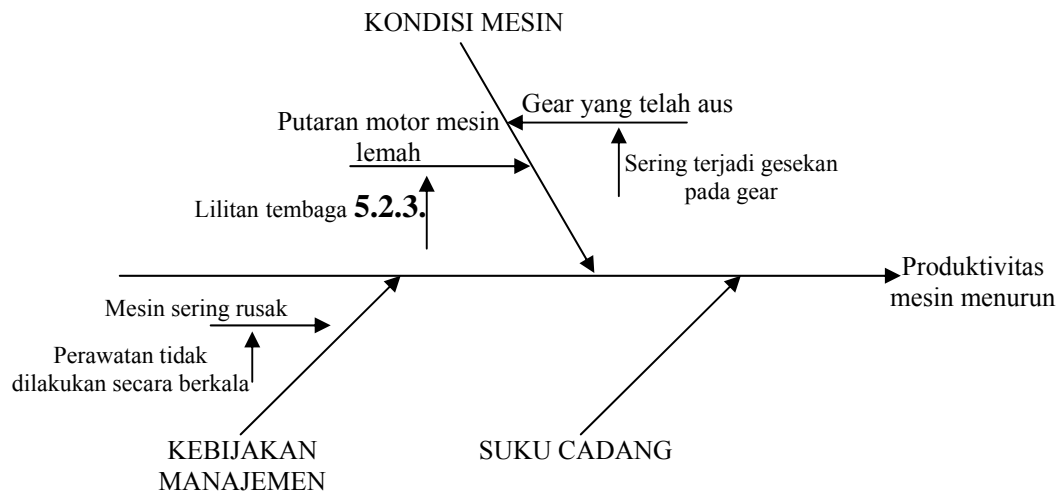 KONDISI MESIN
Gear yang telah aus
Putaran motor mesin
lemah
Sering terjadi gesekan
pada gear
Lilitan tembaga 5.2.3.
Produktivitas
mesin menurun
Mesin sering rusak
Perawatan tidak
dilakukan secara berkala
KEBIJAKAN
MANAJEMEN
SUKU CADANG